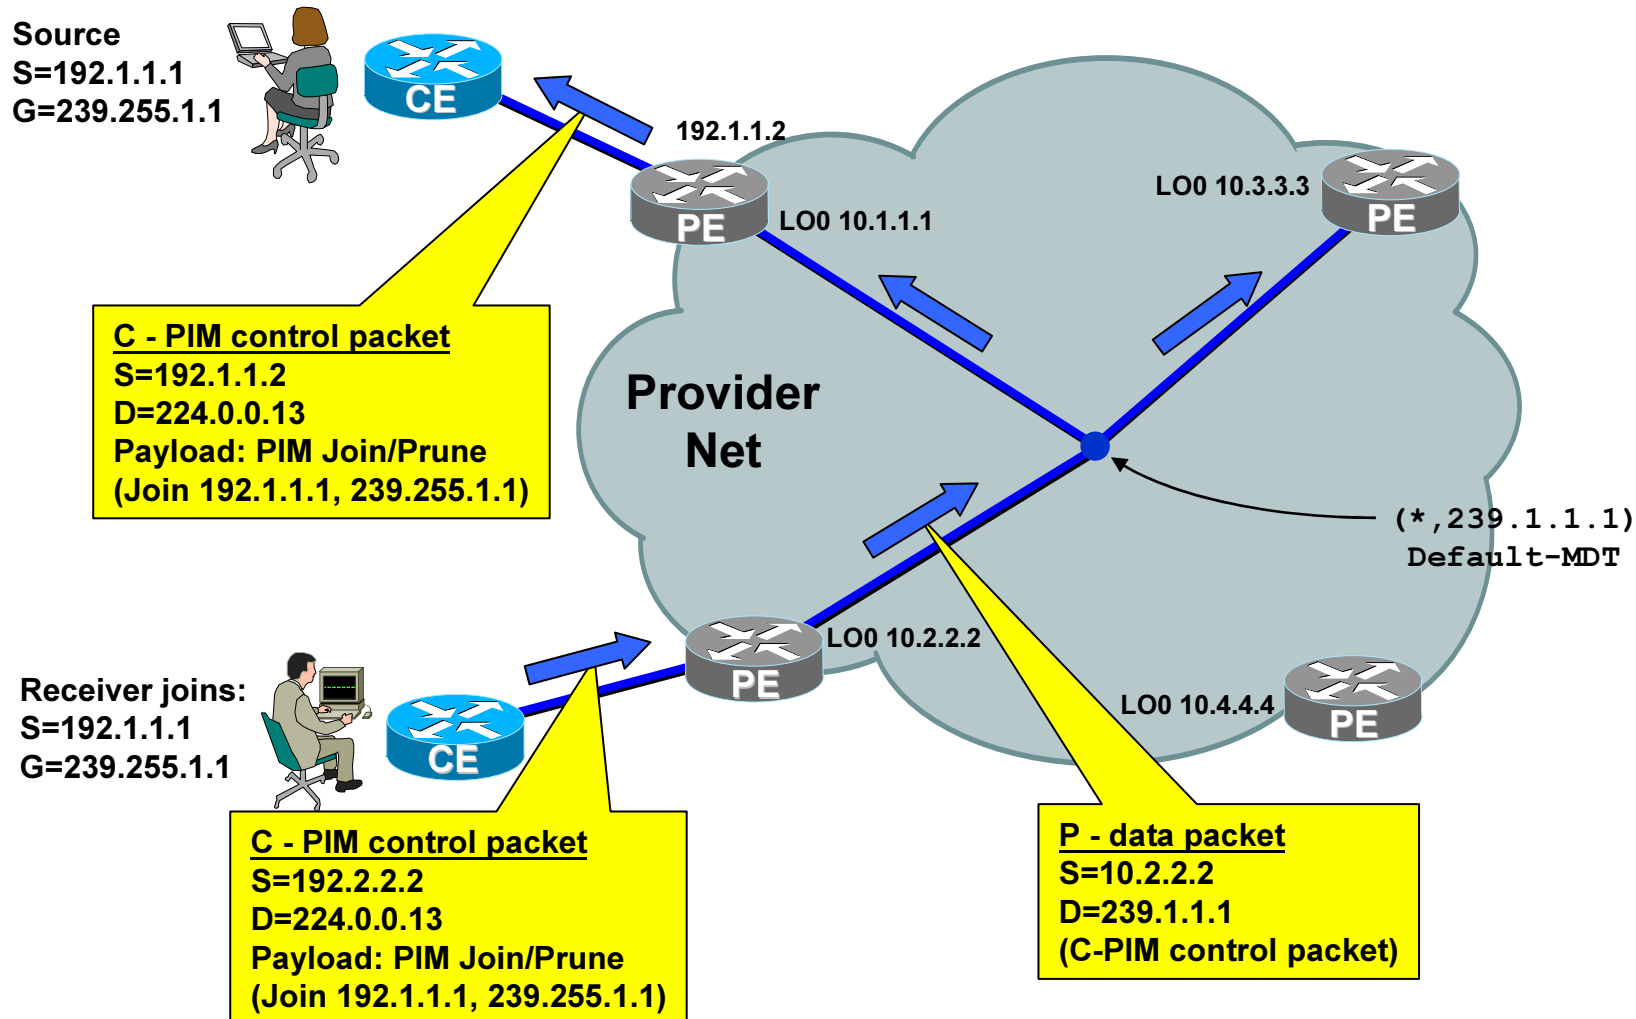 Source
S=192.1.1.1
G=239.255.1.1
CE
192.1.1.2
PE
LO0 10.1.1.1
LO0 10.3.3.3
PE
C - PIM control packet
S=192.1.1.2
D=224.0.0.13
Payload: PIM Join/Prune
(Join 192.1.1.1, 239.255.1.1)
Provider
Net
(*,239.1.1.1)
Default-MDT
Receiver joins:
S=192.1.1.1
G=239.255.1.1
CE
PE
LO0 10.2.2.2
LO0 10.4.4.4
PE
C - PIM control packet
S=192.2.2.2
D=224.0.0.13
Payload: PIM Join/Prune
(Join 192.1.1.1, 239.255.1.1)
P - data packet
S=10.2.2.2
D=239.1.1.1
(C-PIM control packet)